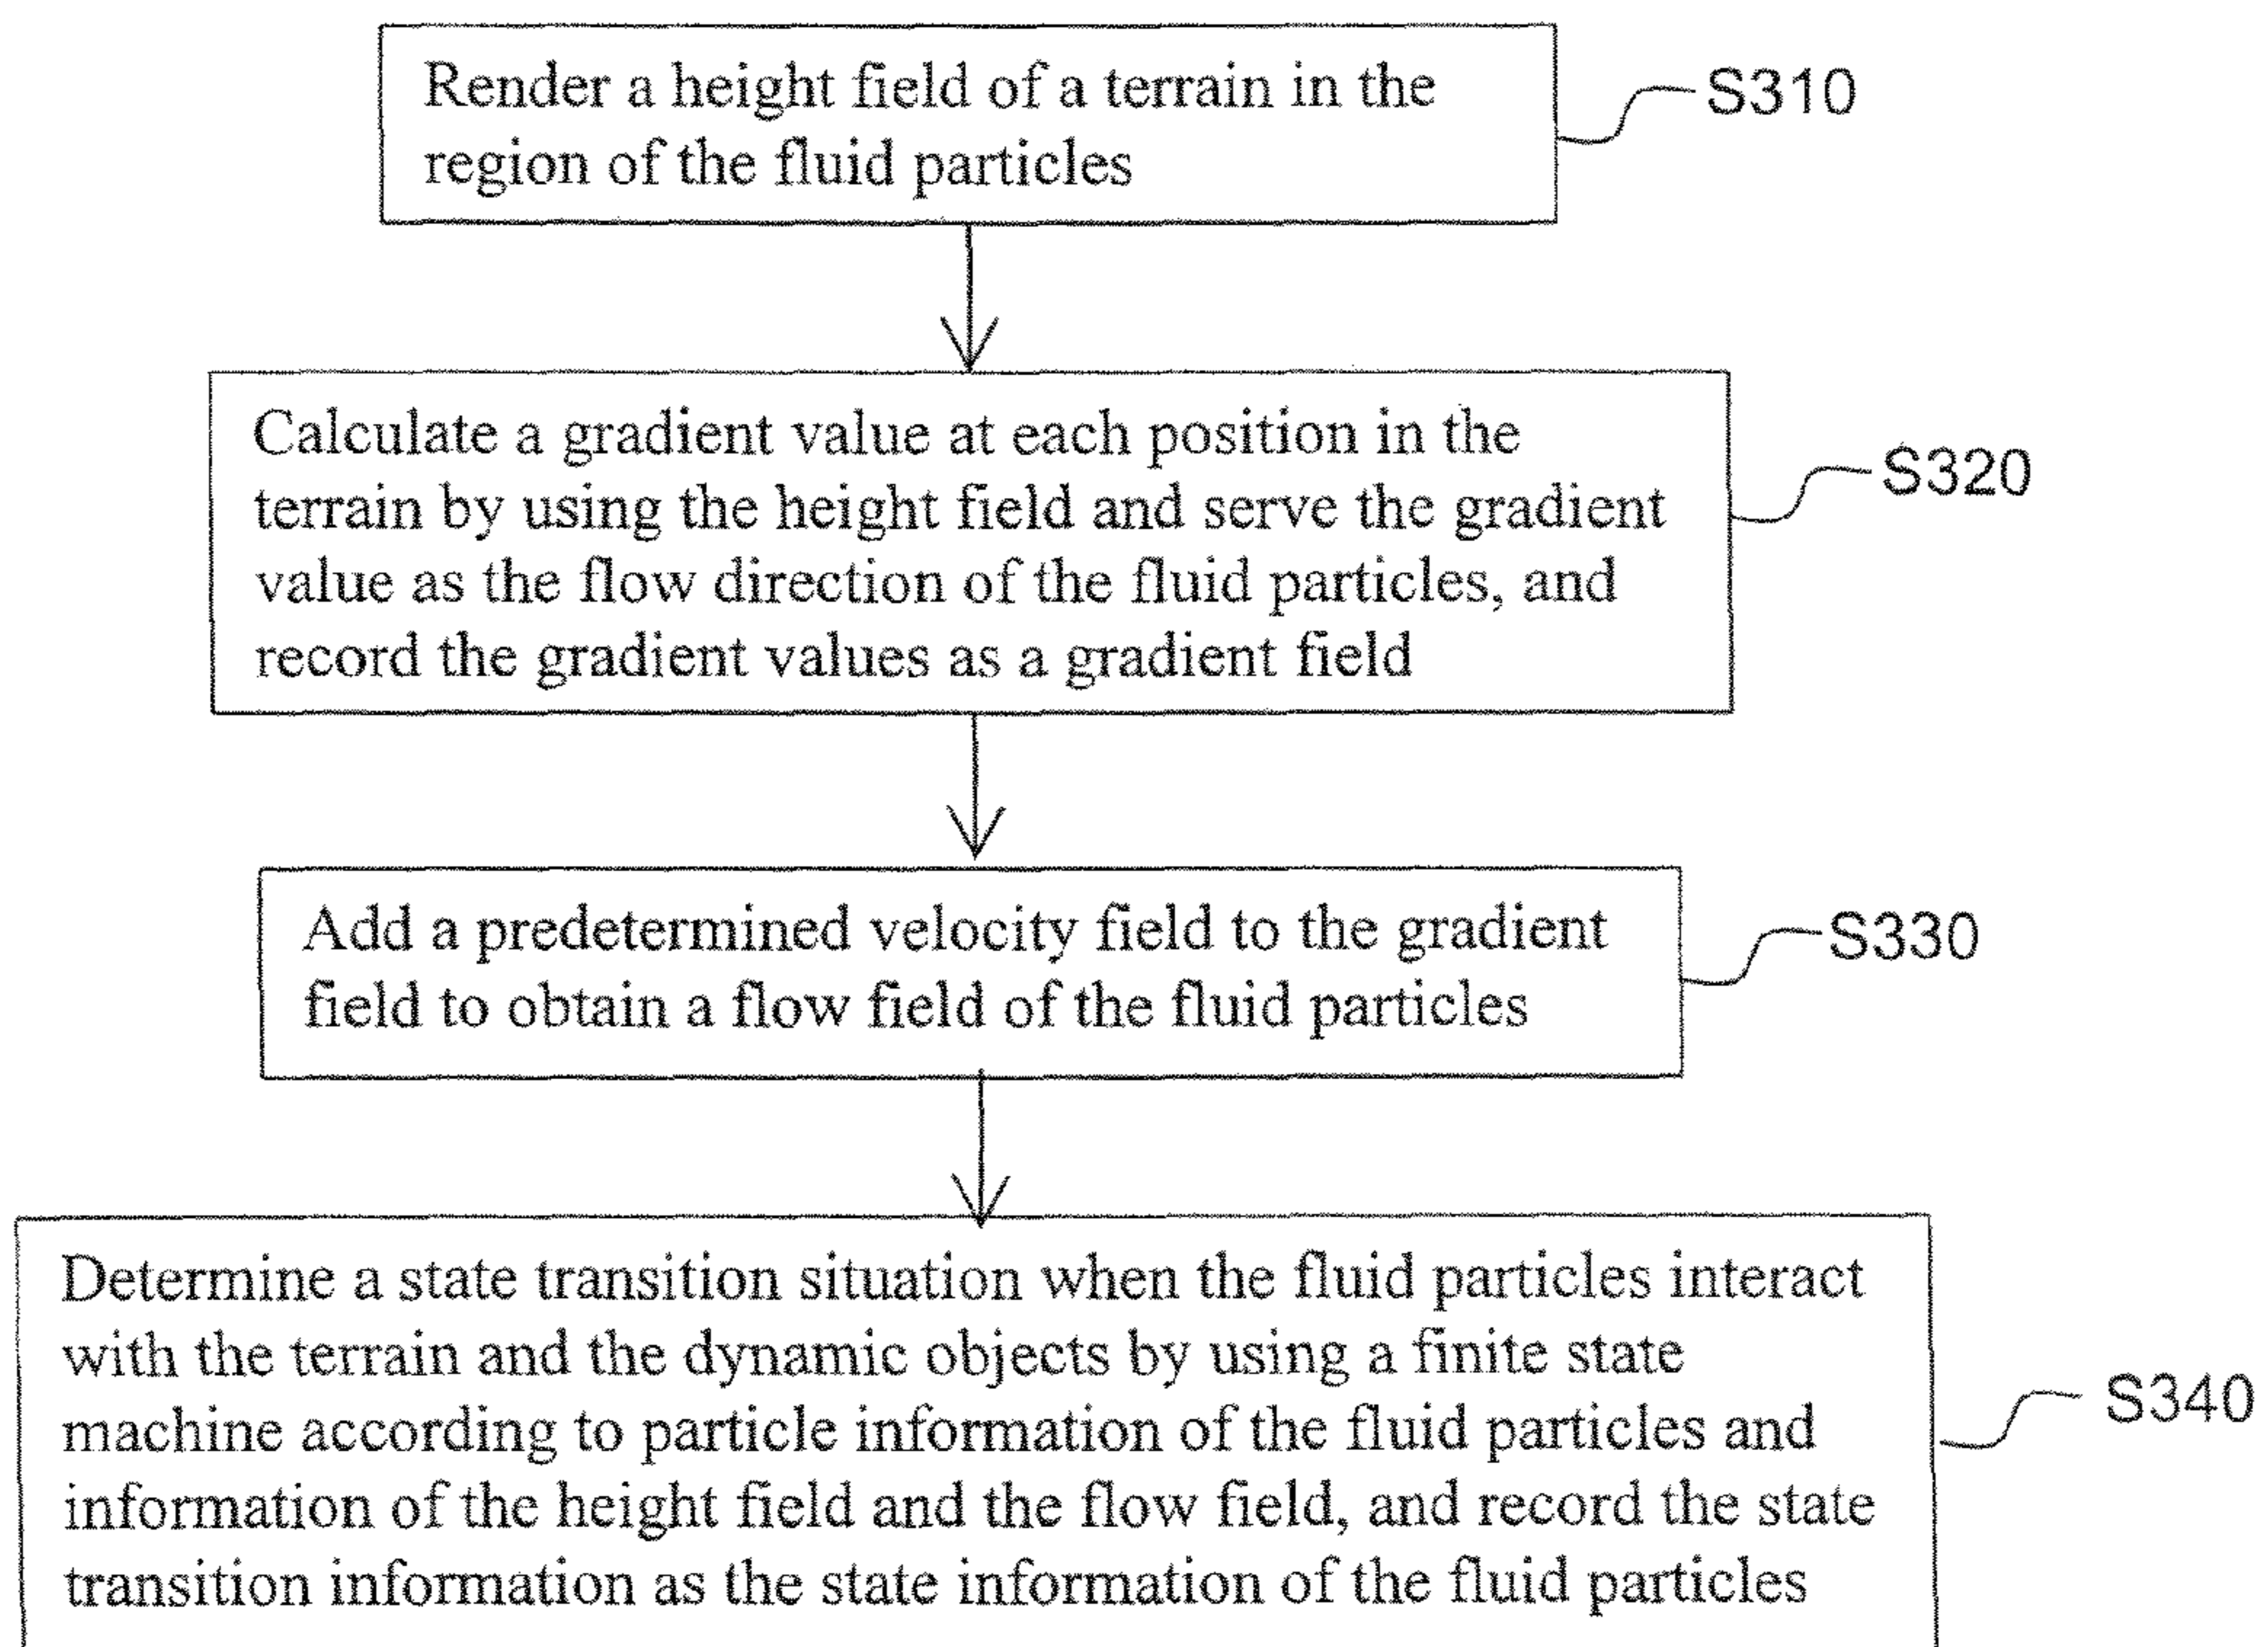 Render a height field of a terrain in the
region of the fluid particles
S310
Calculate a gradient value at each position in the
terrain by using the height field and serve the gradient
value as the flow direction of the fluid particles, and
record the gradient values as a gradient field
S320
Add a predetermined velocity field to the gradient
field to obtain a flow field of the fluid particles
S330
Determine a state transition situation when the fluid particles interact
with the terrain and the dynamic objects by using a finite state
machine according to particle information of the fluid particles and
information of the height field and the flow field, and record the state
transition information as the state information of the fluid particles
S340